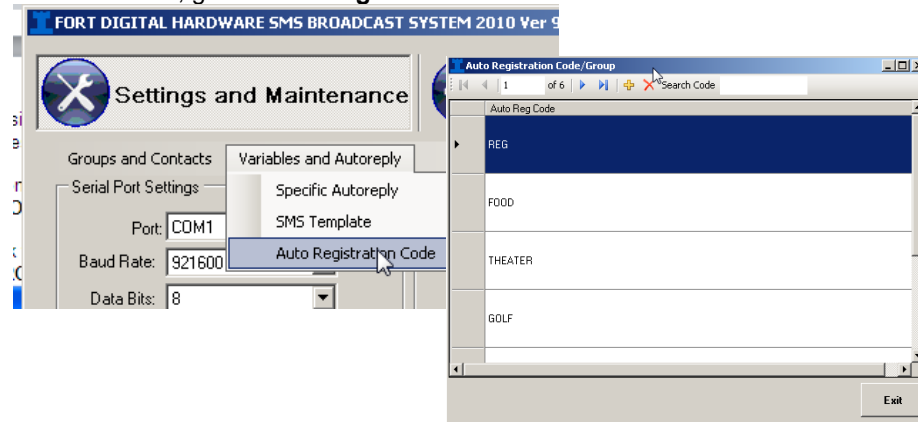 FORT DIGITAL HARDWARE SMS BROADCAST SYSTEM 2010 Ver 9
Settings and Maintenance
Groups and Contacts Variables and Autoreply
Serial Port Settings
Specific Autoreply
Port: COM1
SMS Template
Baud Rate: 921600
Auto Registration Code
Data Bits: 8
Auto Registration Code/Group
1 of 6 Search Code
Auto Reg Code
REG
FOOD
THEATER
GOLF
Exit